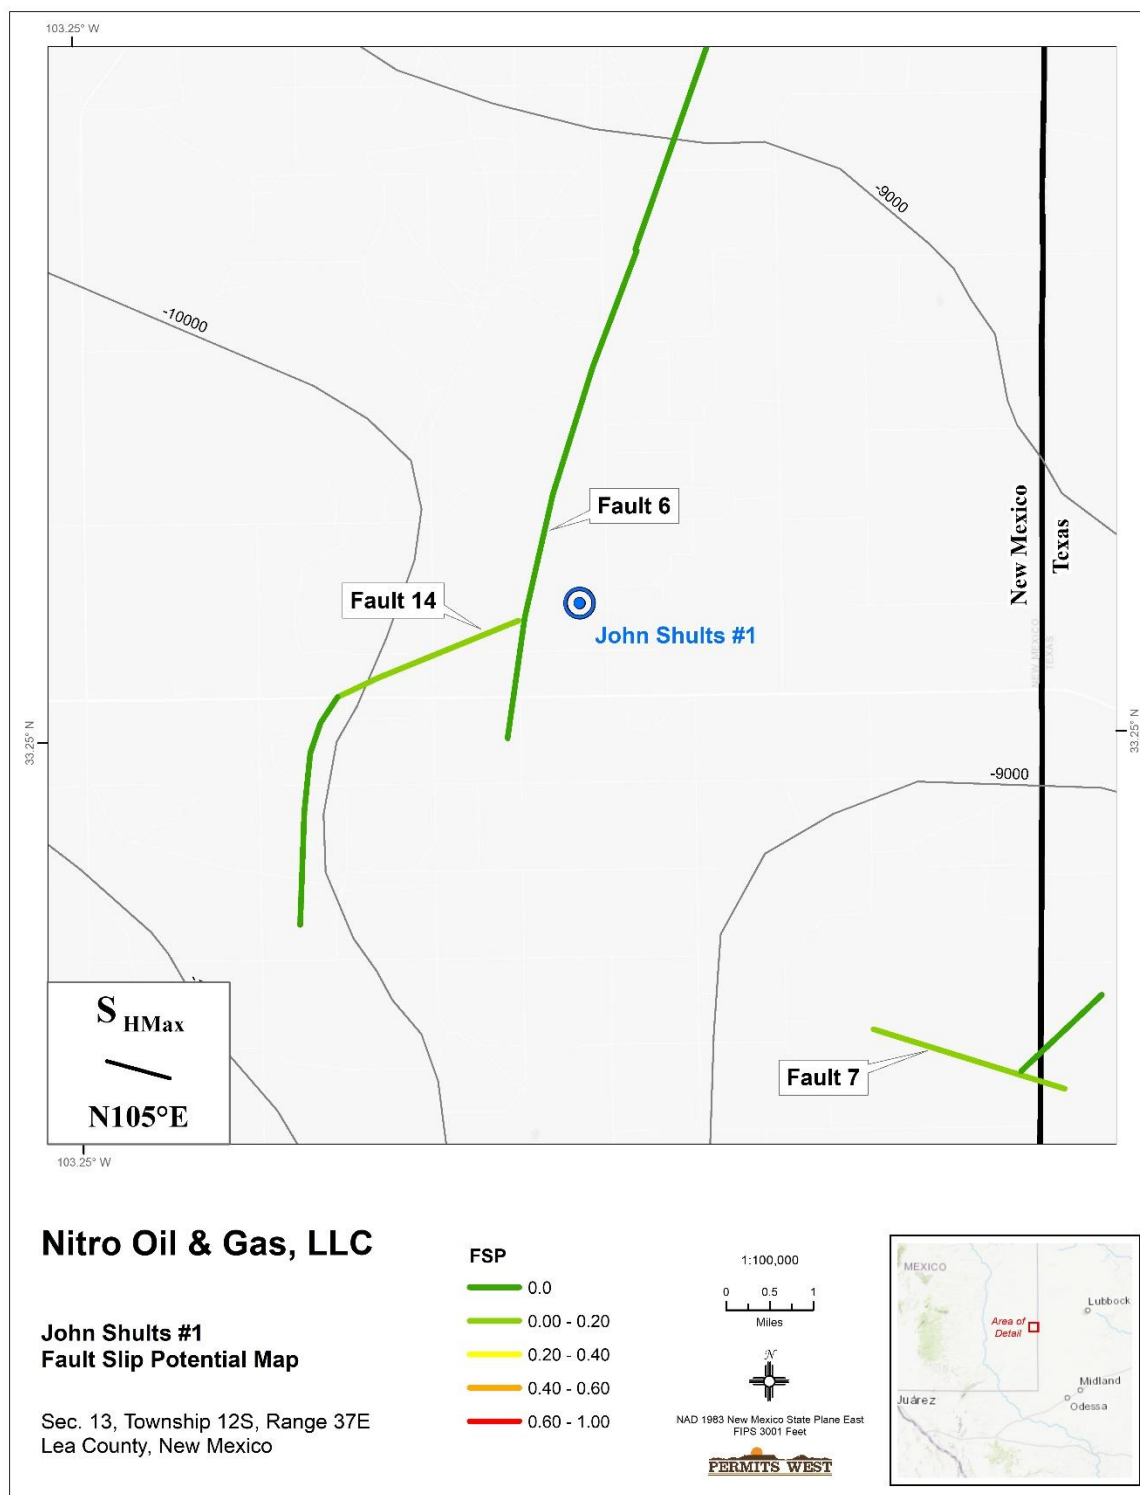 103.25° W
-9000
-10000
Fault 6
New Mexico
Texas
Fault 14
John Shults #1
NEW MEXICO
TEXAS
33.25° N
33.25° N
-9000
S HMax
N105°E
Fault 7
103.25° W
Nitro Oil & Gas, LLC
John Shults #1
Fault Slip Potential Map
Sec. 13, Township 12S, Range 37E
Lea County, New Mexico
FSP
0.0
0.00 - 0.20
0.20 - 0.40
0.40 - 0.60
0.60 - 1.00
1:100,000
0 0.5 1
Miles
N
NAD 1983 New Mexico State Plane East
FIPS 3001 Feet
PERMITS WEST
MEXICO
Lubbock
Area of
Detail
Midland
Odessa
Juárez